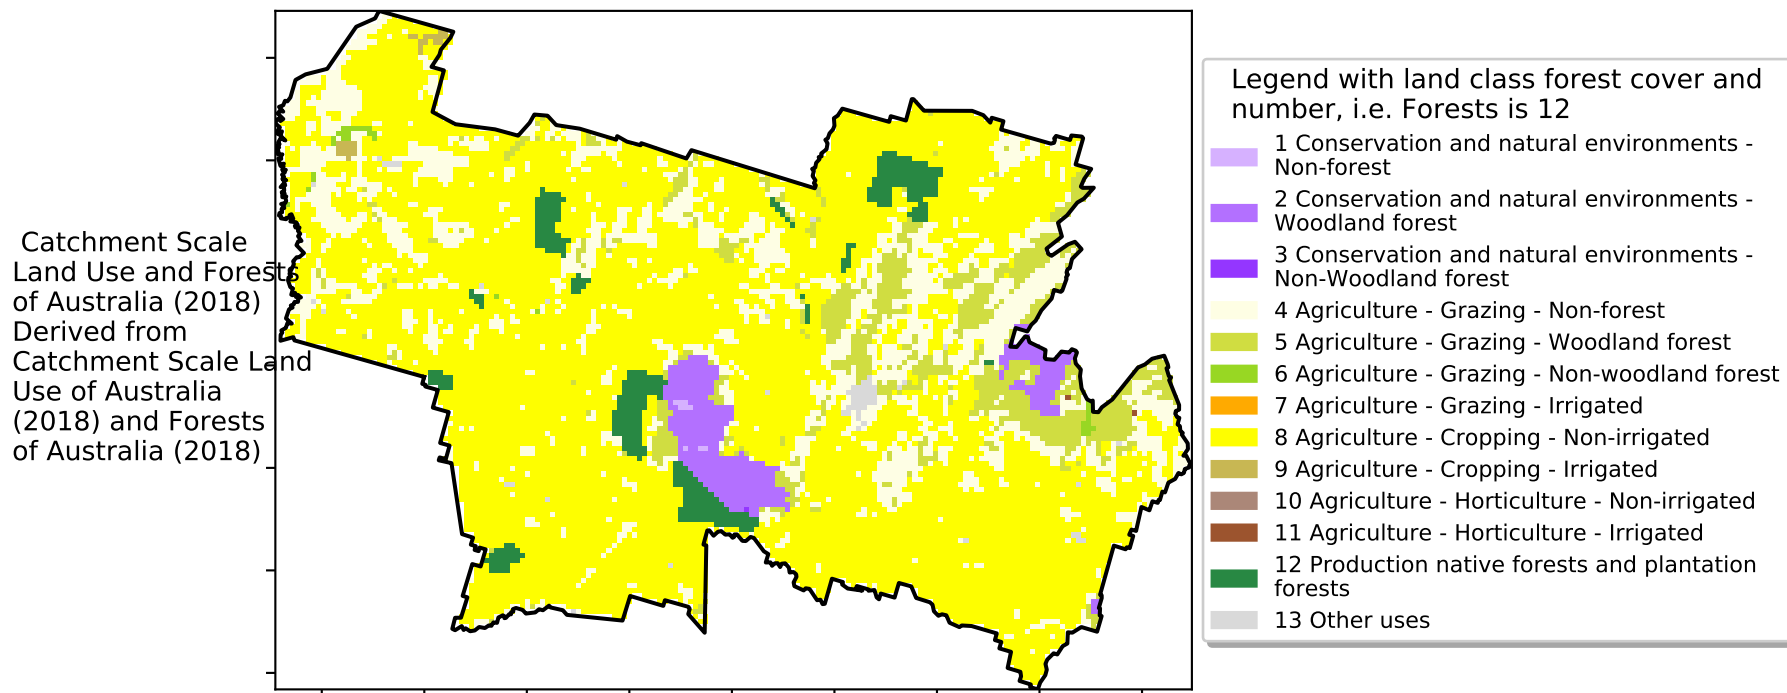 Catchment Scale
Land Use and Forests
of Australia (2018)
Derived from
Catchment Scale Land
Use of Australia
(2018) and Forests
of Australia (2018)
Legend with land class forest cover and
number, i.e. Forests is 12
1 Conservation and natural environments -
Non-forest
2 Conservation and natural environments -
Woodland forest
3 Conservation and natural environments -
Non-Woodland forest
4 Agriculture - Grazing - Non-forest
5 Agriculture - Grazing - Woodland forest
6 Agriculture - Grazing - Non-woodland forest
7 Agriculture - Grazing - Irrigated
8 Agriculture - Cropping - Non-irrigated
9 Agriculture - Cropping - Irrigated
10 Agriculture - Horticulture - Non-irrigated
11 Agriculture - Horticulture - Irrigated
12 Production native forests and plantation
forests
13 Other uses